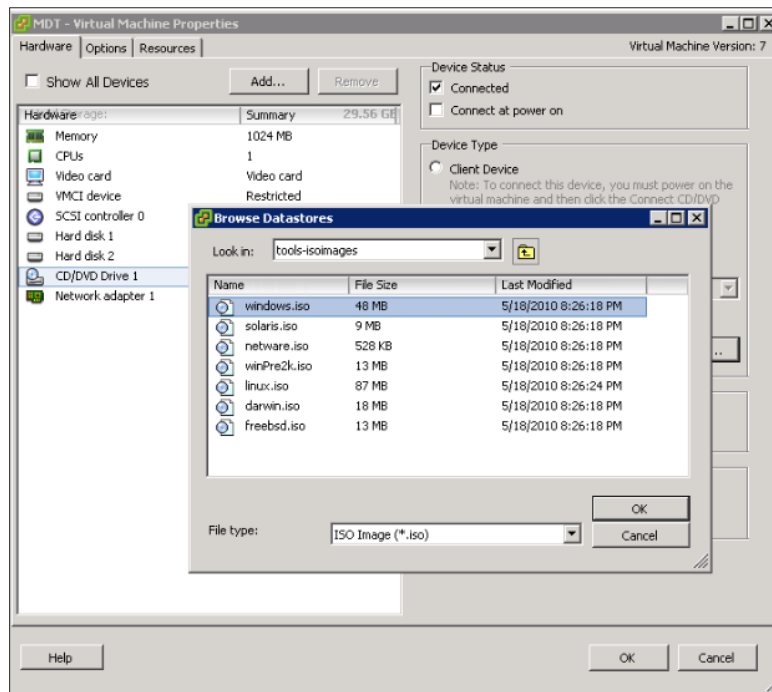 MDT - Virtual Machine Properties
Hardware Options Resources Virtual Machine Version: 7
Show All Devices Add... Remove
Device Status
Connected
Connect at power on
Hardware Summary 29.56 GB
Memory 1024 MB
CPUs 1
Video card Video card
VMCI device Restricted
SCSI controller 0
Hard disk 1
Hard disk 2
CD/DVD Drive 1
Network adapter 1
Device Type
Client Device
Note: To connect this device, you must power on the
virtual machine and then click the Connect CD/DVD
Browse Datastores
Look in: tools-isoimages
Name File Size Last Modified
windows.iso 48 MB 5/18/2010 8:26:18 PM
solaris.iso 9 MB 5/18/2010 8:26:18 PM
netware.iso 528 KB 5/18/2010 8:26:18 PM
winPre2k.iso 13 MB 5/18/2010 8:26:18 PM
linux.iso 87 MB 5/18/2010 8:26:24 PM
darwin.iso 18 MB 5/18/2010 8:26:18 PM
freebsd.iso 13 MB 5/18/2010 8:26:18 PM
..
OK
File type: ISO Image (*.iso) Cancel
Help OK Cancel